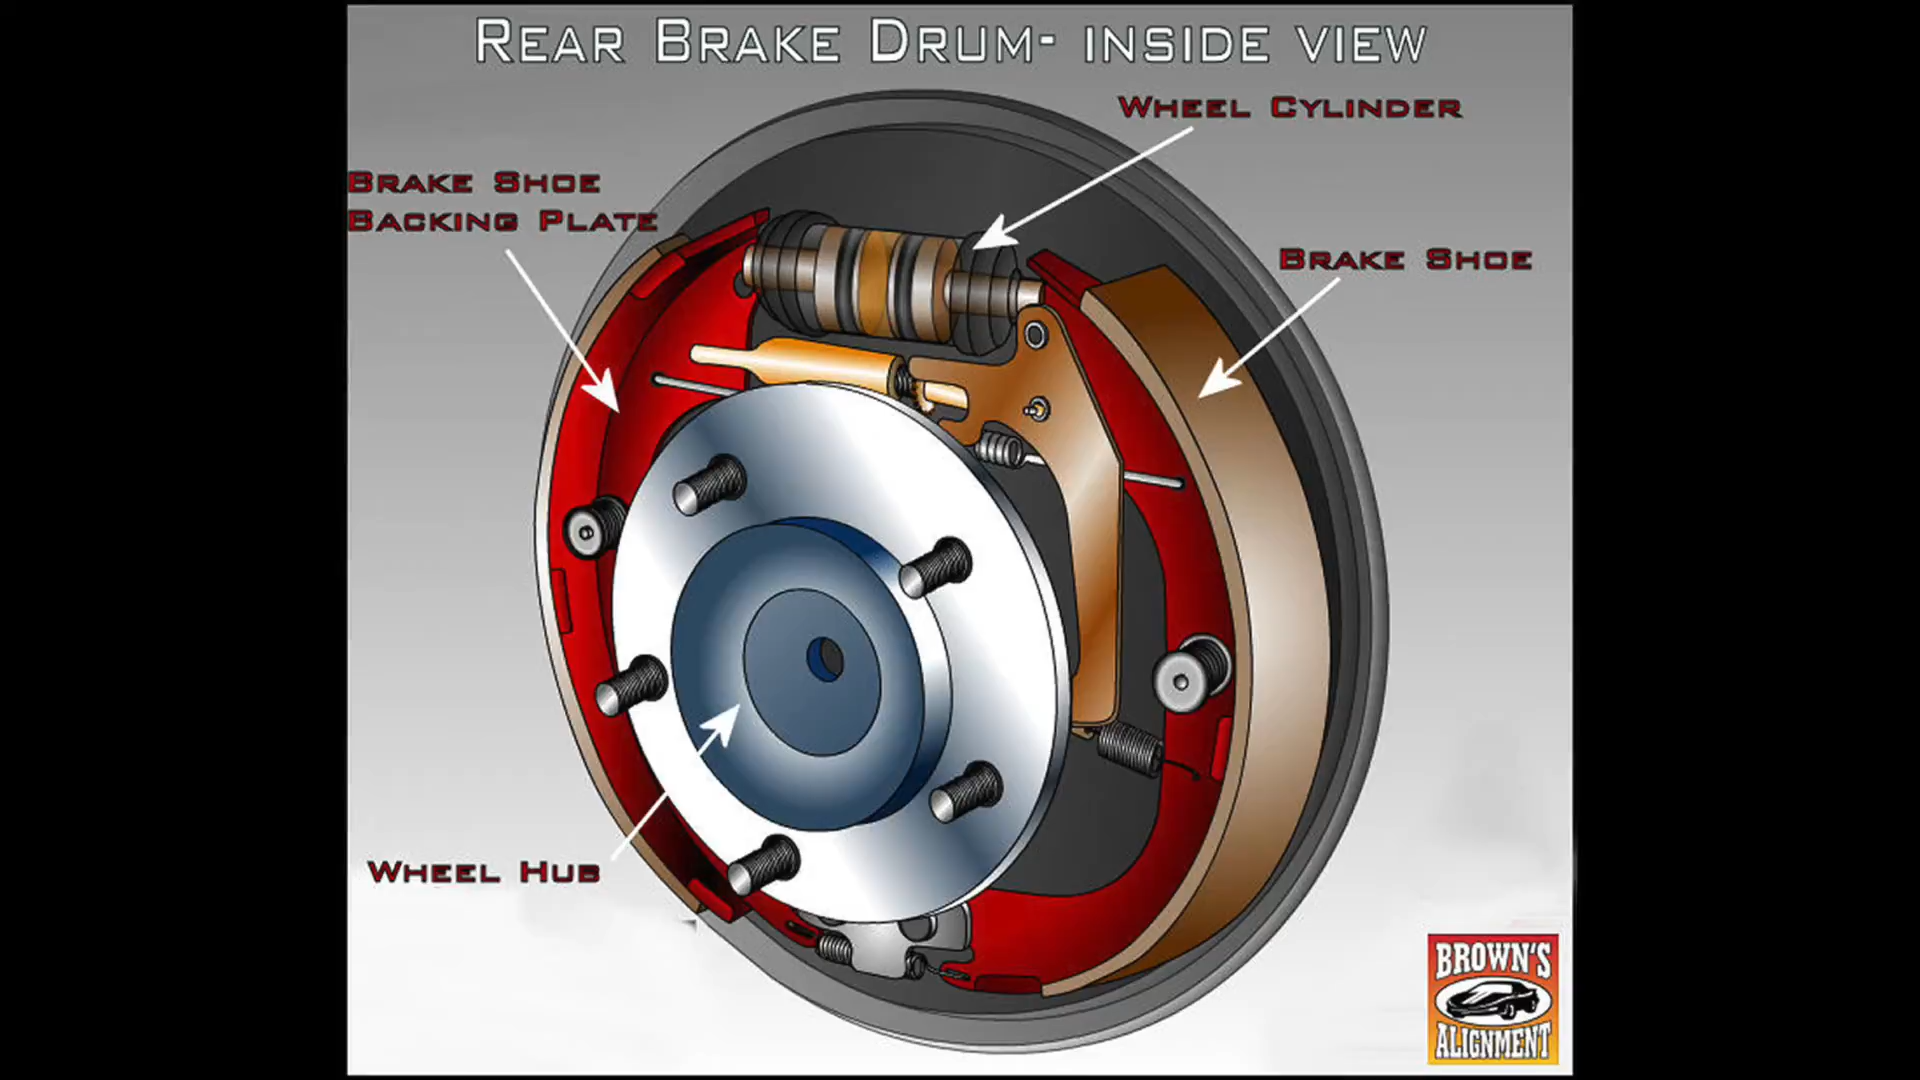 Rear Brake Drum- inside view
Wheel Cylinder
Brake Shoe
Backing Plate
Brake Shoe
Wheel Hub
BROWN'S
ALIGNMENT